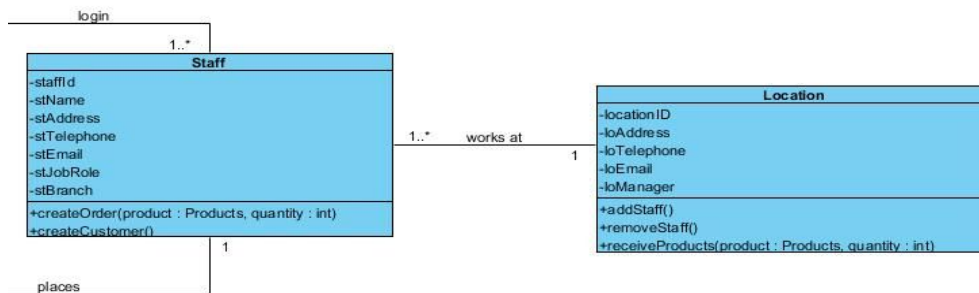 login
1..*
Staff
-staffId
-stName
-stAddress
-stTelephone
-stEmail
-stJobRole
-stBranch
+createOrder(product : Products, quantity : int)
+createCustomer()
1
places
1..*
works at
1
Location
-locationID
-loAddress
-loTelephone
-loEmail
-loManager
+addStaff()
+removeStaff()
+receiveProducts(product : Products, quantity : int)